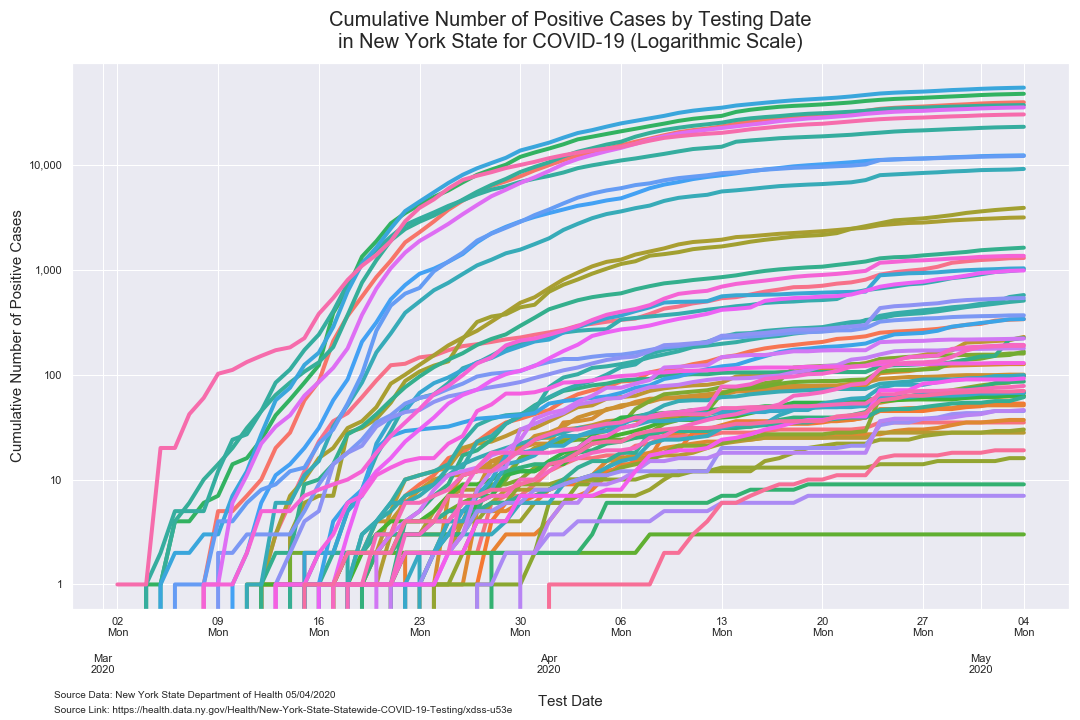 Cumulative Number of Positive Cases by Testing Date
in New York State for COVID-19 (Logarithmic Scale)
Cumulative Number of Positive Cases
10,000
1,000
100
10
1
02 09 16 23 30 06 13 20 27 04
Mon Mon Mon Mon Mon Mon Mon Mon Mon Mon
Mar Apr May
2020 2020 2020
Test Date
Source Data: New York State Department of Health 05/04/2020
Source Link: https://health.data.ny.gov/Health/New-York-State-Statewide-COVID-19-Testing/xdss-u53e